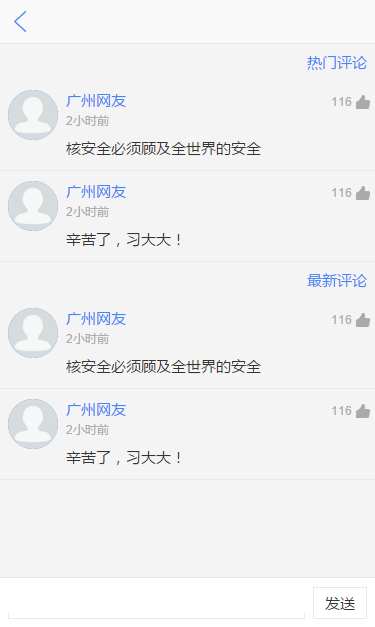 热门评论
广州网友
116
2小时前
核安全必须顾及全世界的安全
广州网友
116
2小时前
辛苦了，习大大！
最新评论
广州网友
116
2小时前
核安全必须顾及全世界的安全
广州网友
116
2小时前
辛苦了，习大大！
发送